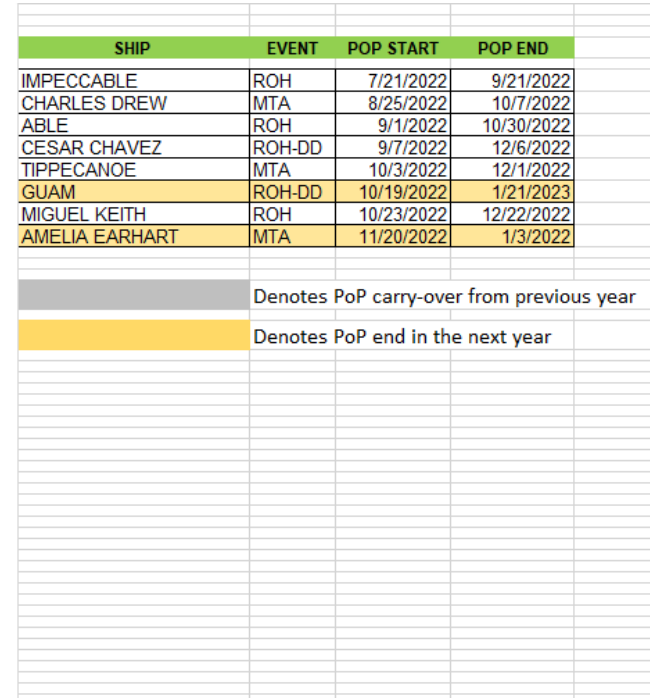 SHIP EVENT POP START POP END
IMPECCABLE ROH 7/21/2022 9/21/2022
CHARLES DREW MTA 8/25/2022 10/7/2022
ABLE ROH 9/1/2022 10/30/2022
CESAR CHAVEZ ROH-DD 9/7/2022 12/6/2022
TIPPECANOE MTA 10/3/2022 12/1/2022
GUAM ROH-DD 10/19/2022 1/21/2023
MIGUEL KEITH ROH 10/23/2022 12/22/2022
AMELIA EARHART MTA 11/20/2022 1/3/2022
Denotes PoP carry-over from previous year
Denotes PoP end in the next year